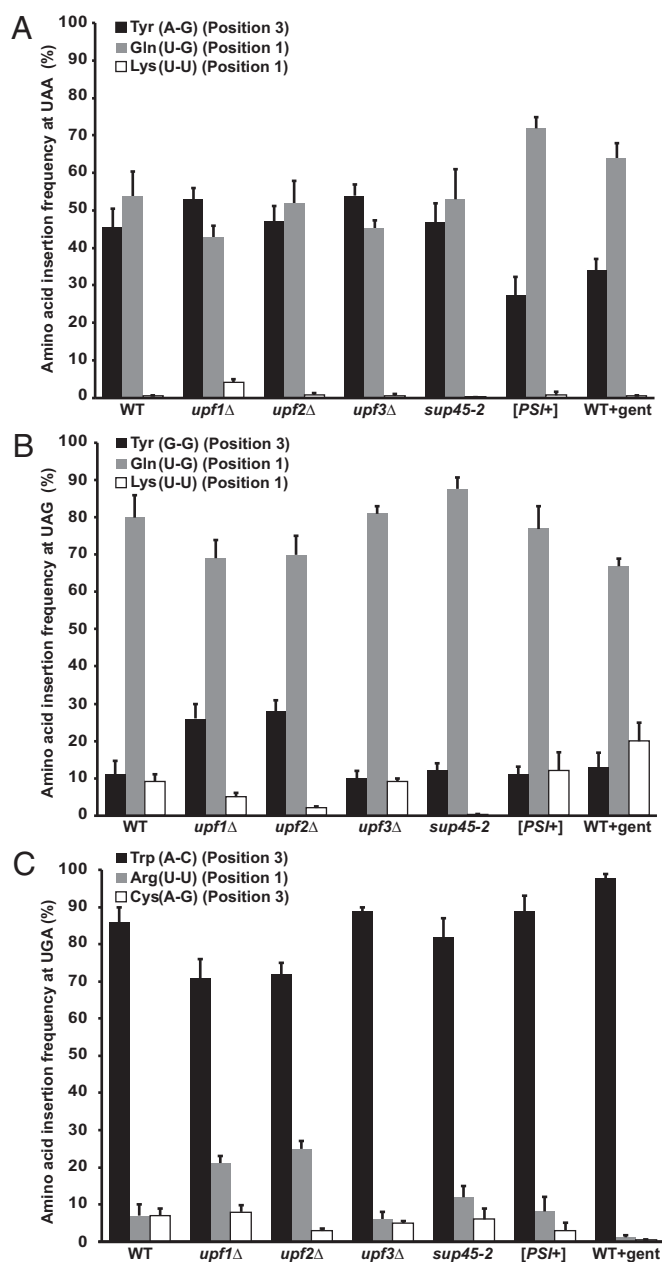 A
Amino acid insertion frequency at UAA (%)
100
90
80
70
60
50
40
30
20
10
0
Tyr (A-G) (Position 3)
Gln (U-G) (Position 1)
Lys (U-U) (Position 1)
WT upf1Δ upf2Δ upf3Δ sup45-2 [PSI+] WT+gent
B
Amino acid insertion frequency at UAG (%)
100
90
80
70
60
50
40
30
20
10
0
Tyr (G-G) (Position 3)
Gln (U-G) (Position 1)
Lys (U-U) (Position 1)
WT upf1Δ upf2Δ upf3Δ sup45-2 [PSI+] WT+gent
C
Amino acid insertion frequency at UGA (%)
100
90
80
70
60
50
40
30
20
10
0
Trp (A-C) (Position 3)
Arg (U-U) (Position 1)
Cys (A-G) (Position 3)
WT upf1Δ upf2Δ upf3Δ sup45-2 [PSI+] WT+gent